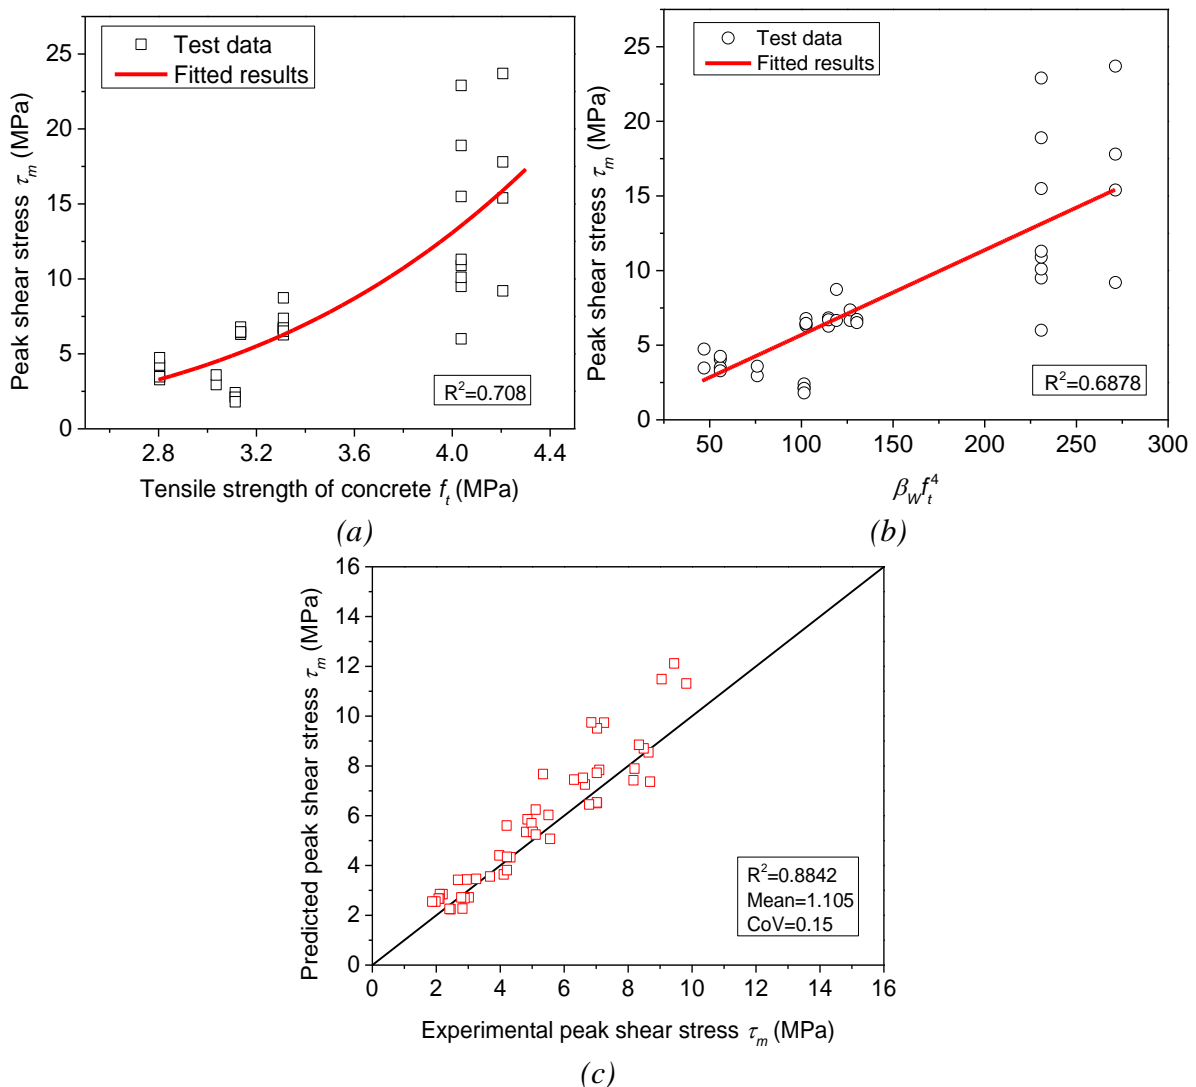 Test data
Fitted results
25
20
15
10
5
0
Peak shear stress τm (MPa)
R²=0.708
2.8 3.2 3.6 4.0 4.4
Tensile strength of concrete ft (MPa)
(a)
Test data
Fitted results
30
25
20
15
10
5
0
Peak shear stress τm (MPa)
R²=0.6878
50 100 150 200 250 300
βWft⁴
(b)
16
14
12
10
8
6
4
2
0
Predicted peak shear stress τm (MPa)
R²=0.8842
Mean=1.105
CoV=0.15
0 2 4 6 8 10 12 14 16
Experimental peak shear stress τm (MPa)
(c)